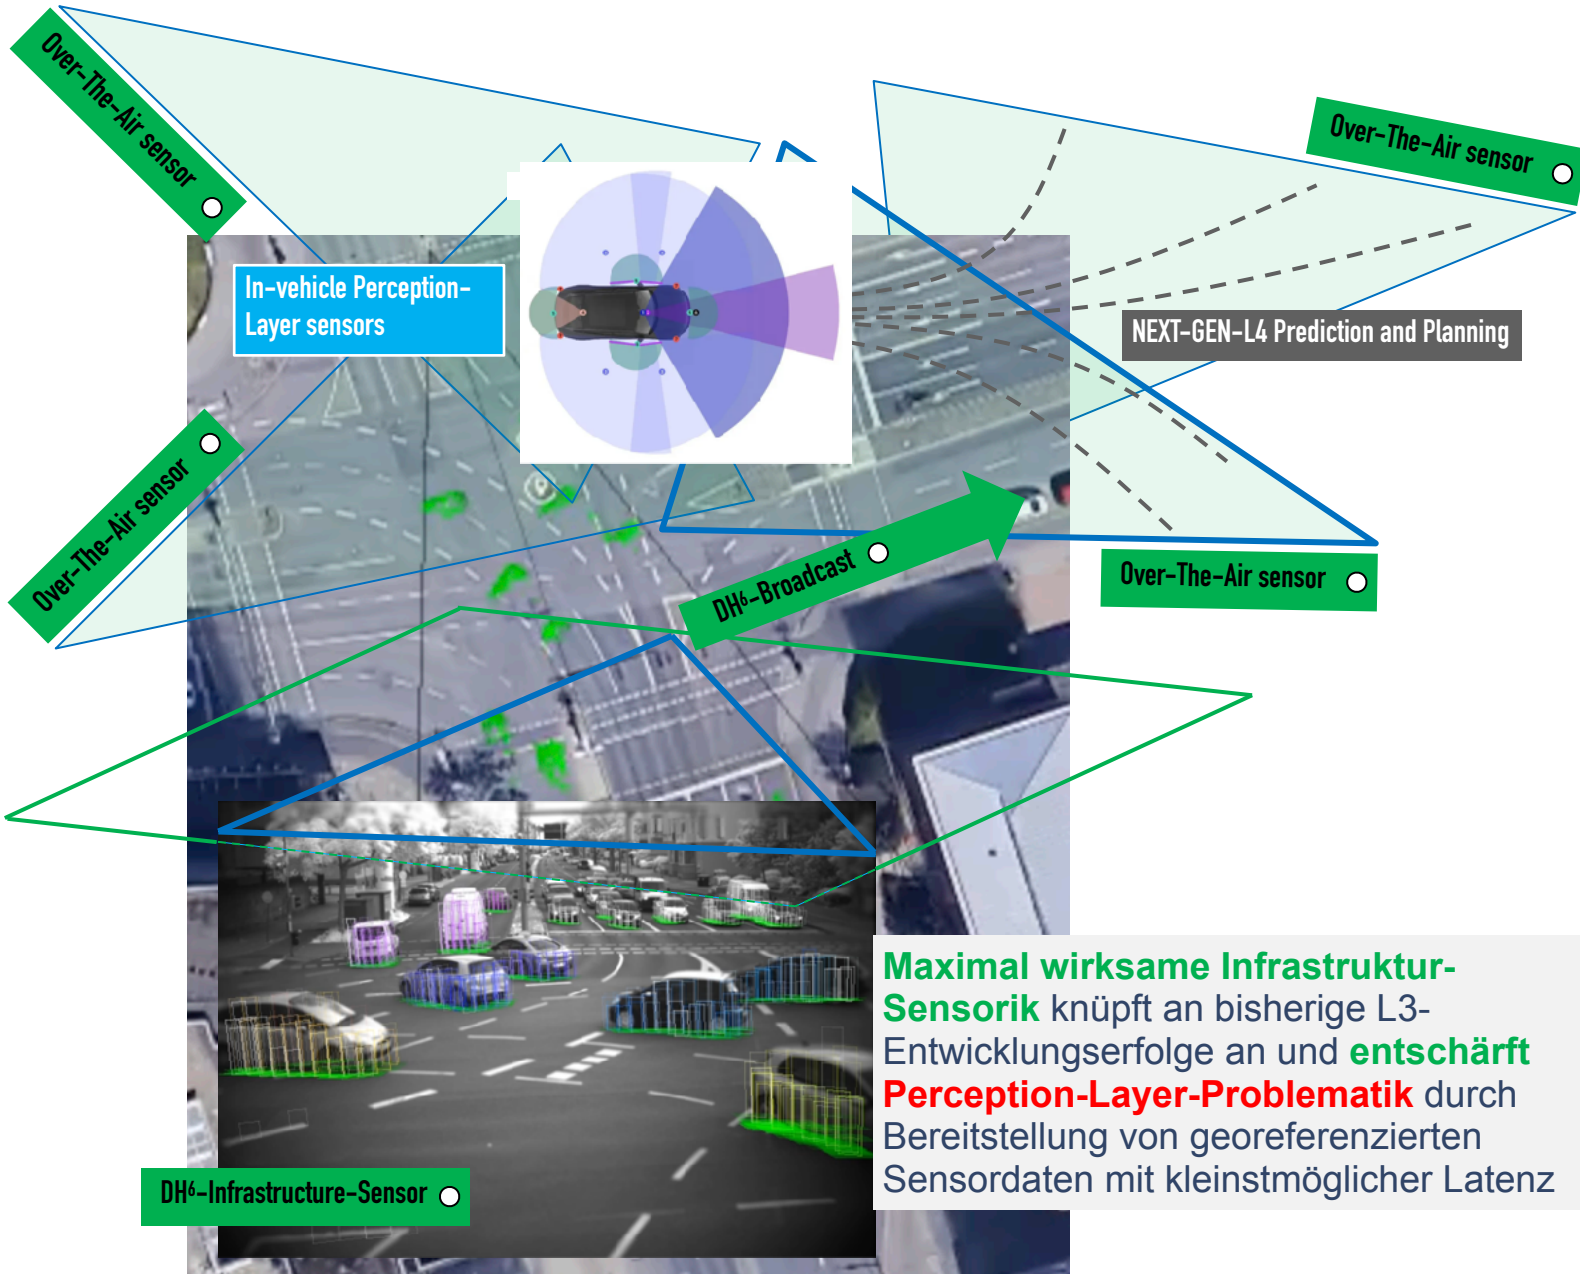 Over-The-Air sensor
Over-The-Air sensor
In-vehicle Perception-
Layer sensors
NEXT-GEN-L4 Prediction and Planning
Over-The-Air sensor
DH⁶-Broadcast
Over-The-Air sensor
Maximal wirksame Infrastruktur-
Sensorik knüpft an bisherige L3-
Entwicklungserfolge an und entschärft
Perception-Layer-Problematik durch
Bereitstellung von georeferenzierten
Sensordaten mit kleinstmöglicher Latenz
DH⁶-Infrastructure-Sensor